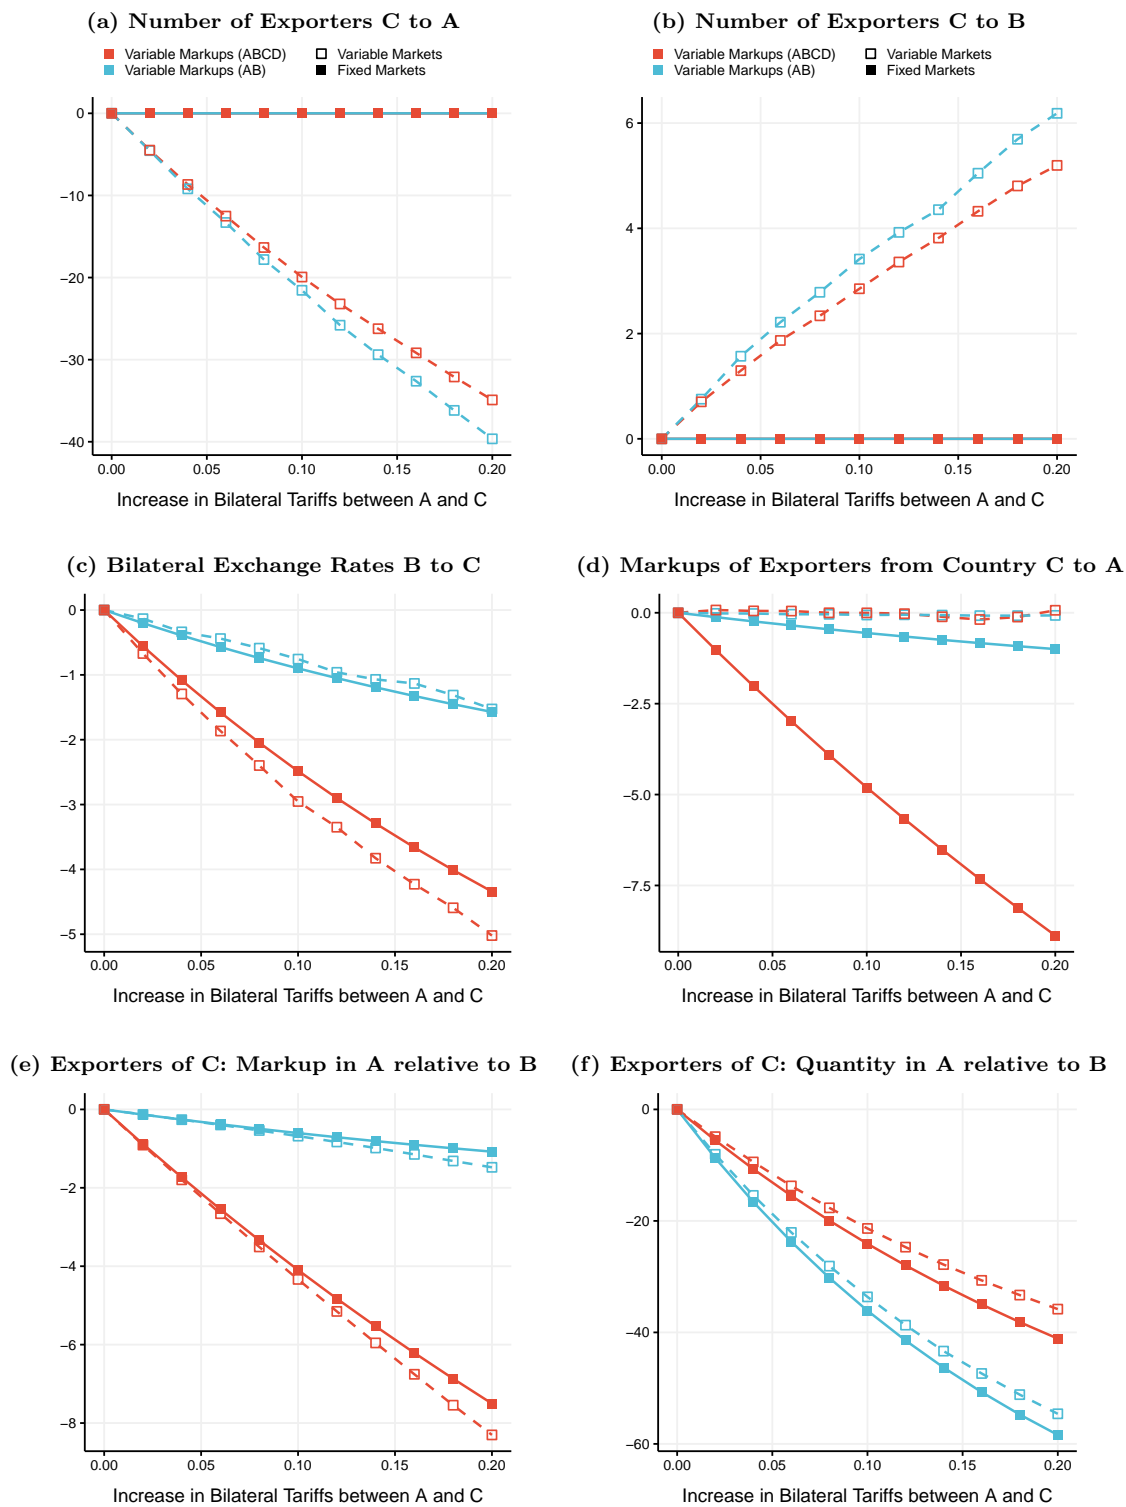 (a) Number of Exporters C to A
Variable Markups (ABCD) Variable Markets
Variable Markups (AB) Fixed Markets
0
−10
−20
−30
−40
0.00 0.05 0.10 0.15 0.20
Increase in Bilateral Tariffs between A and C
(b) Number of Exporters C to B
Variable Markups (ABCD) Variable Markets
Variable Markups (AB) Fixed Markets
6
4
2
0
0.00 0.05 0.10 0.15 0.20
Increase in Bilateral Tariffs between A and C
(c) Bilateral Exchange Rates B to C
0
−1
−2
−3
−4
−5
0.00 0.05 0.10 0.15 0.20
Increase in Bilateral Tariffs between A and C
(d) Markups of Exporters from Country C to A
0.0
−2.5
−5.0
−7.5
0.00 0.05 0.10 0.15 0.20
Increase in Bilateral Tariffs between A and C
(e) Exporters of C: Markup in A relative to B
0
−2
−4
−6
−8
0.00 0.05 0.10 0.15 0.20
Increase in Bilateral Tariffs between A and C
(f) Exporters of C: Quantity in A relative to B
0
−20
−40
−60
0.00 0.05 0.10 0.15 0.20
Increase in Bilateral Tariffs between A and C